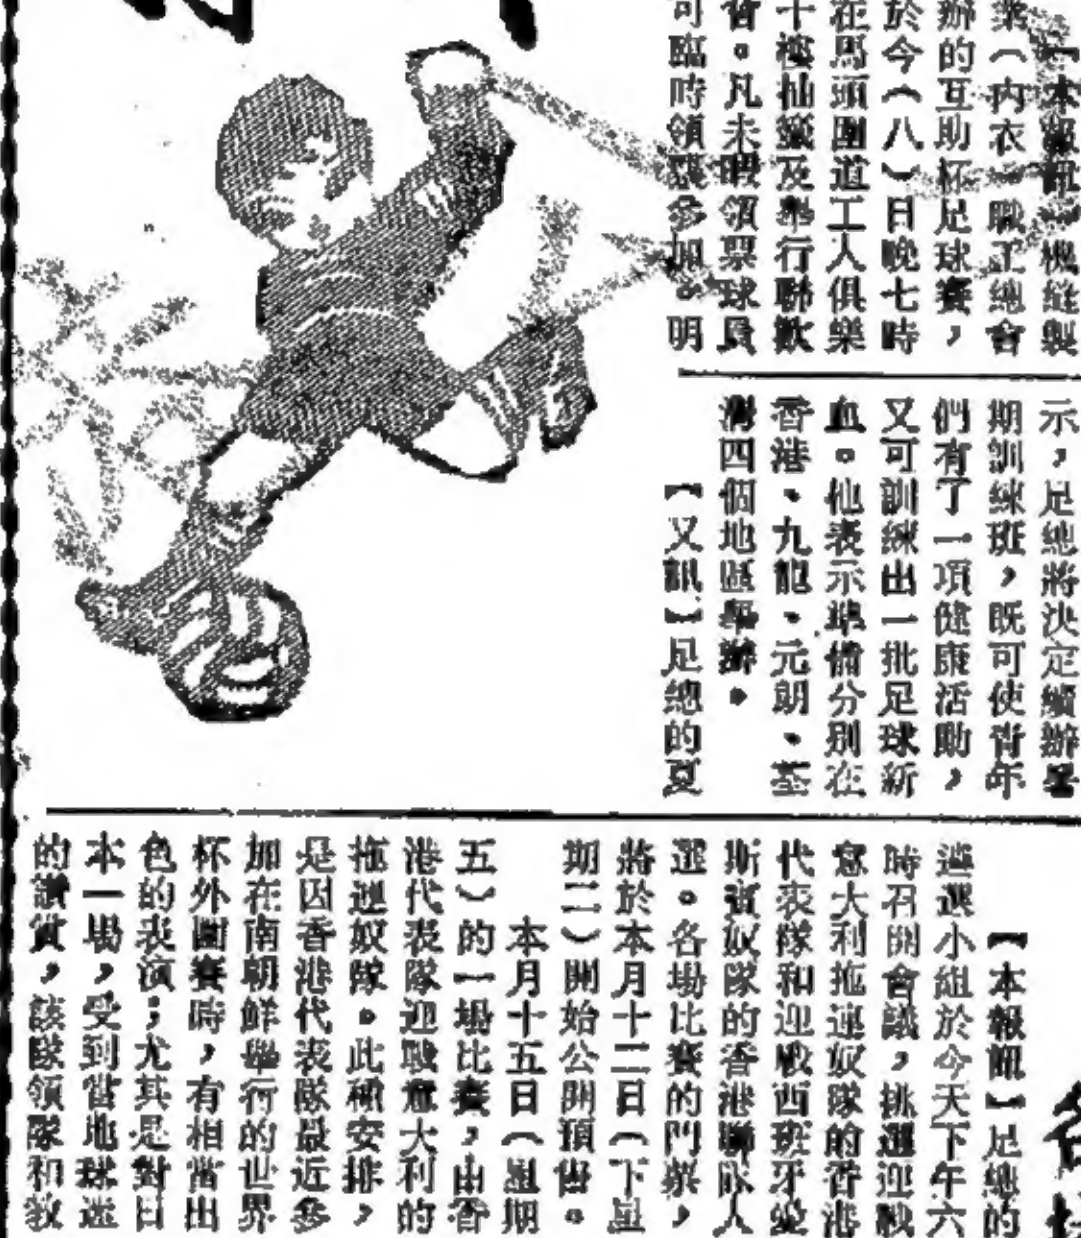 【本報訊】機縫製
業(內衣)職工總會
辦的互助杯足球賽,
於今(八)日晚七時
在馬頭圍道工人俱樂
十樓抽籤及舉行聯歡
會。凡未暇領票球員
可臨時領票參加。明
示,足總將決定續辦暑
期訓練班,既可使青年
們有了一項健康活動,
又可訓練出一批足球新
血。他表示準備分別在
香港、九龍、元朗、荃
灣四個地區舉辦。
【又訊】足總的夏
【本報訊】足總的
遴選小組於今天下午六
時召開會議,挑選迎戰
意大利拖連奴隊的香港
代表隊和迎戰西班牙愛
斯賓奴隊的香港聯隊人
選。各場比賽的門票,
將於本月十二日(下星
期二)開始公開預售。
本月十五日(星期
五)的一場比賽,由香
港代表隊迎戰意大利的
拖連奴隊。此種安排,
是因香港代表隊最近參
加在南朝鮮舉行的世界
杯外圍賽時,有相當出
色的表演;尤其是對日
本一場,受到當地球迷
的讚賞,該隊領隊和教